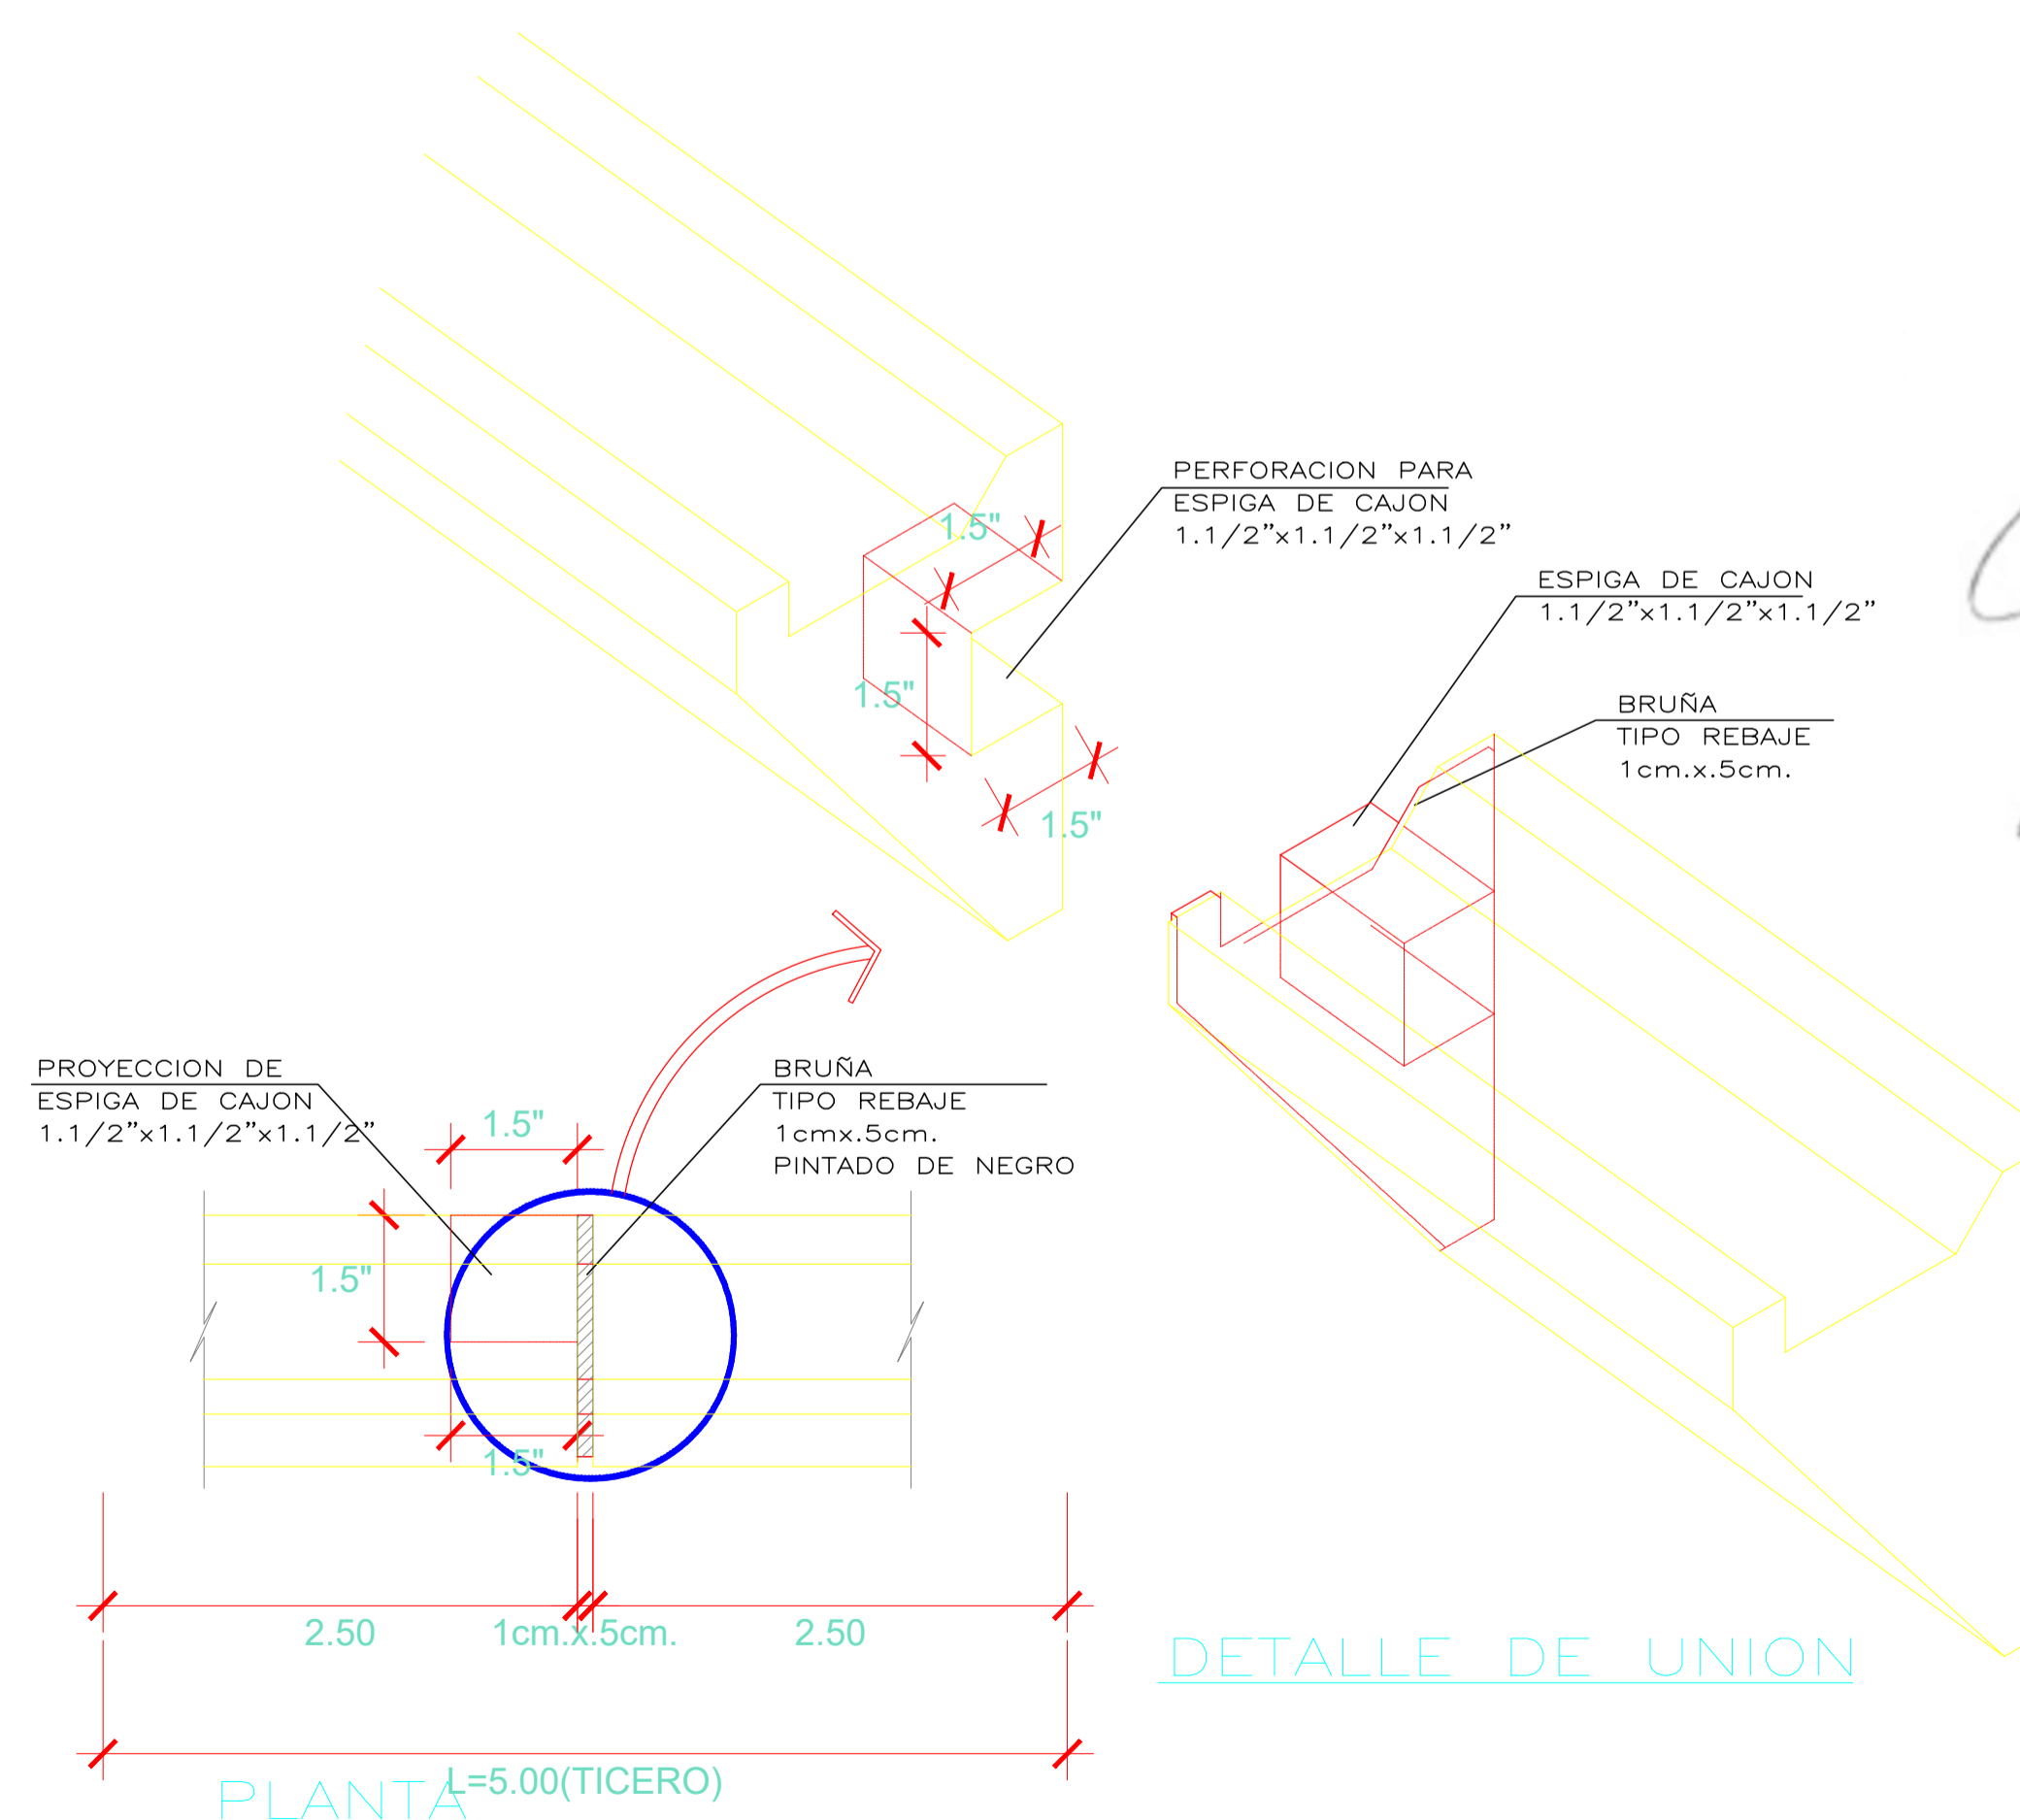 PERFORACION PARA
ESPIGA DE CAJON
1.1/2"x1.1/2"x1.1/2"
1.5"
1.5"
1.5"
ESPIGA DE CAJON
1.1/2"x1.1/2"x1.1/2"
BRUÑA
TIPO REBAJE
1cm.x.5cm.
PROYECCION DE
ESPIGA DE CAJON
1.1/2"x1.1/2"x1.1/2"
BRUÑA
TIPO REBAJE
1cmx.5cm.
PINTADO DE NEGRO
1.5"
1.5"
1.5"
2.50
1cm.x.5cm.
2.50
DETALLE DE UNION
L=5.00(TICERO)
PLANTA